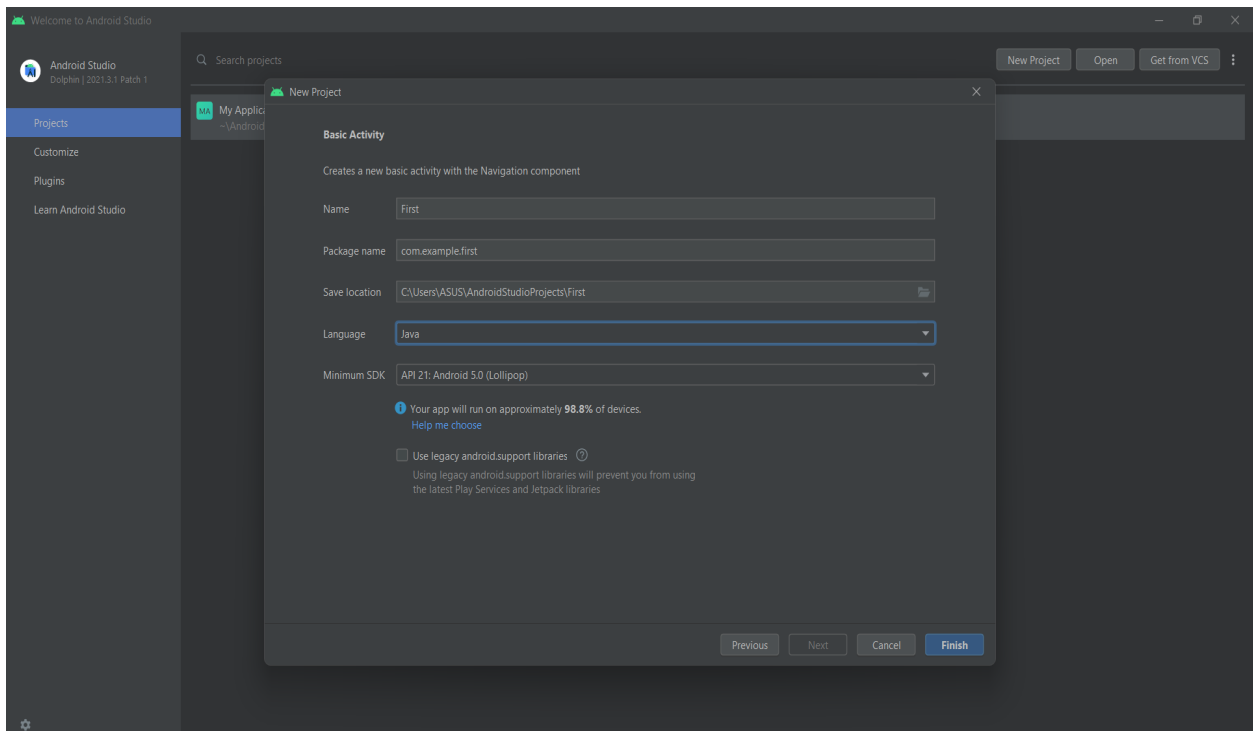 Welcome to Android Studio
Android Studio
Dolphin | 2021.3.1 Patch 1
Search projects
New Project
Open
Get from VCS
Projects
Customize
Plugins
Learn Android Studio
MA
My Applica
~\Android
New Project
Basic Activity
Creates a new basic activity with the Navigation component
Name
First
Package name
com.example.first
Save location
C:\Users\ASUS\AndroidStudioProjects\First
Language
Java
Minimum SDK
API 21: Android 5.0 (Lollipop)
Your app will run on approximately 98.8% of devices.
Help me choose
Use legacy android.support libraries
Using legacy android.support libraries will prevent you from using
the latest Play Services and Jetpack libraries
Previous
Next
Cancel
Finish